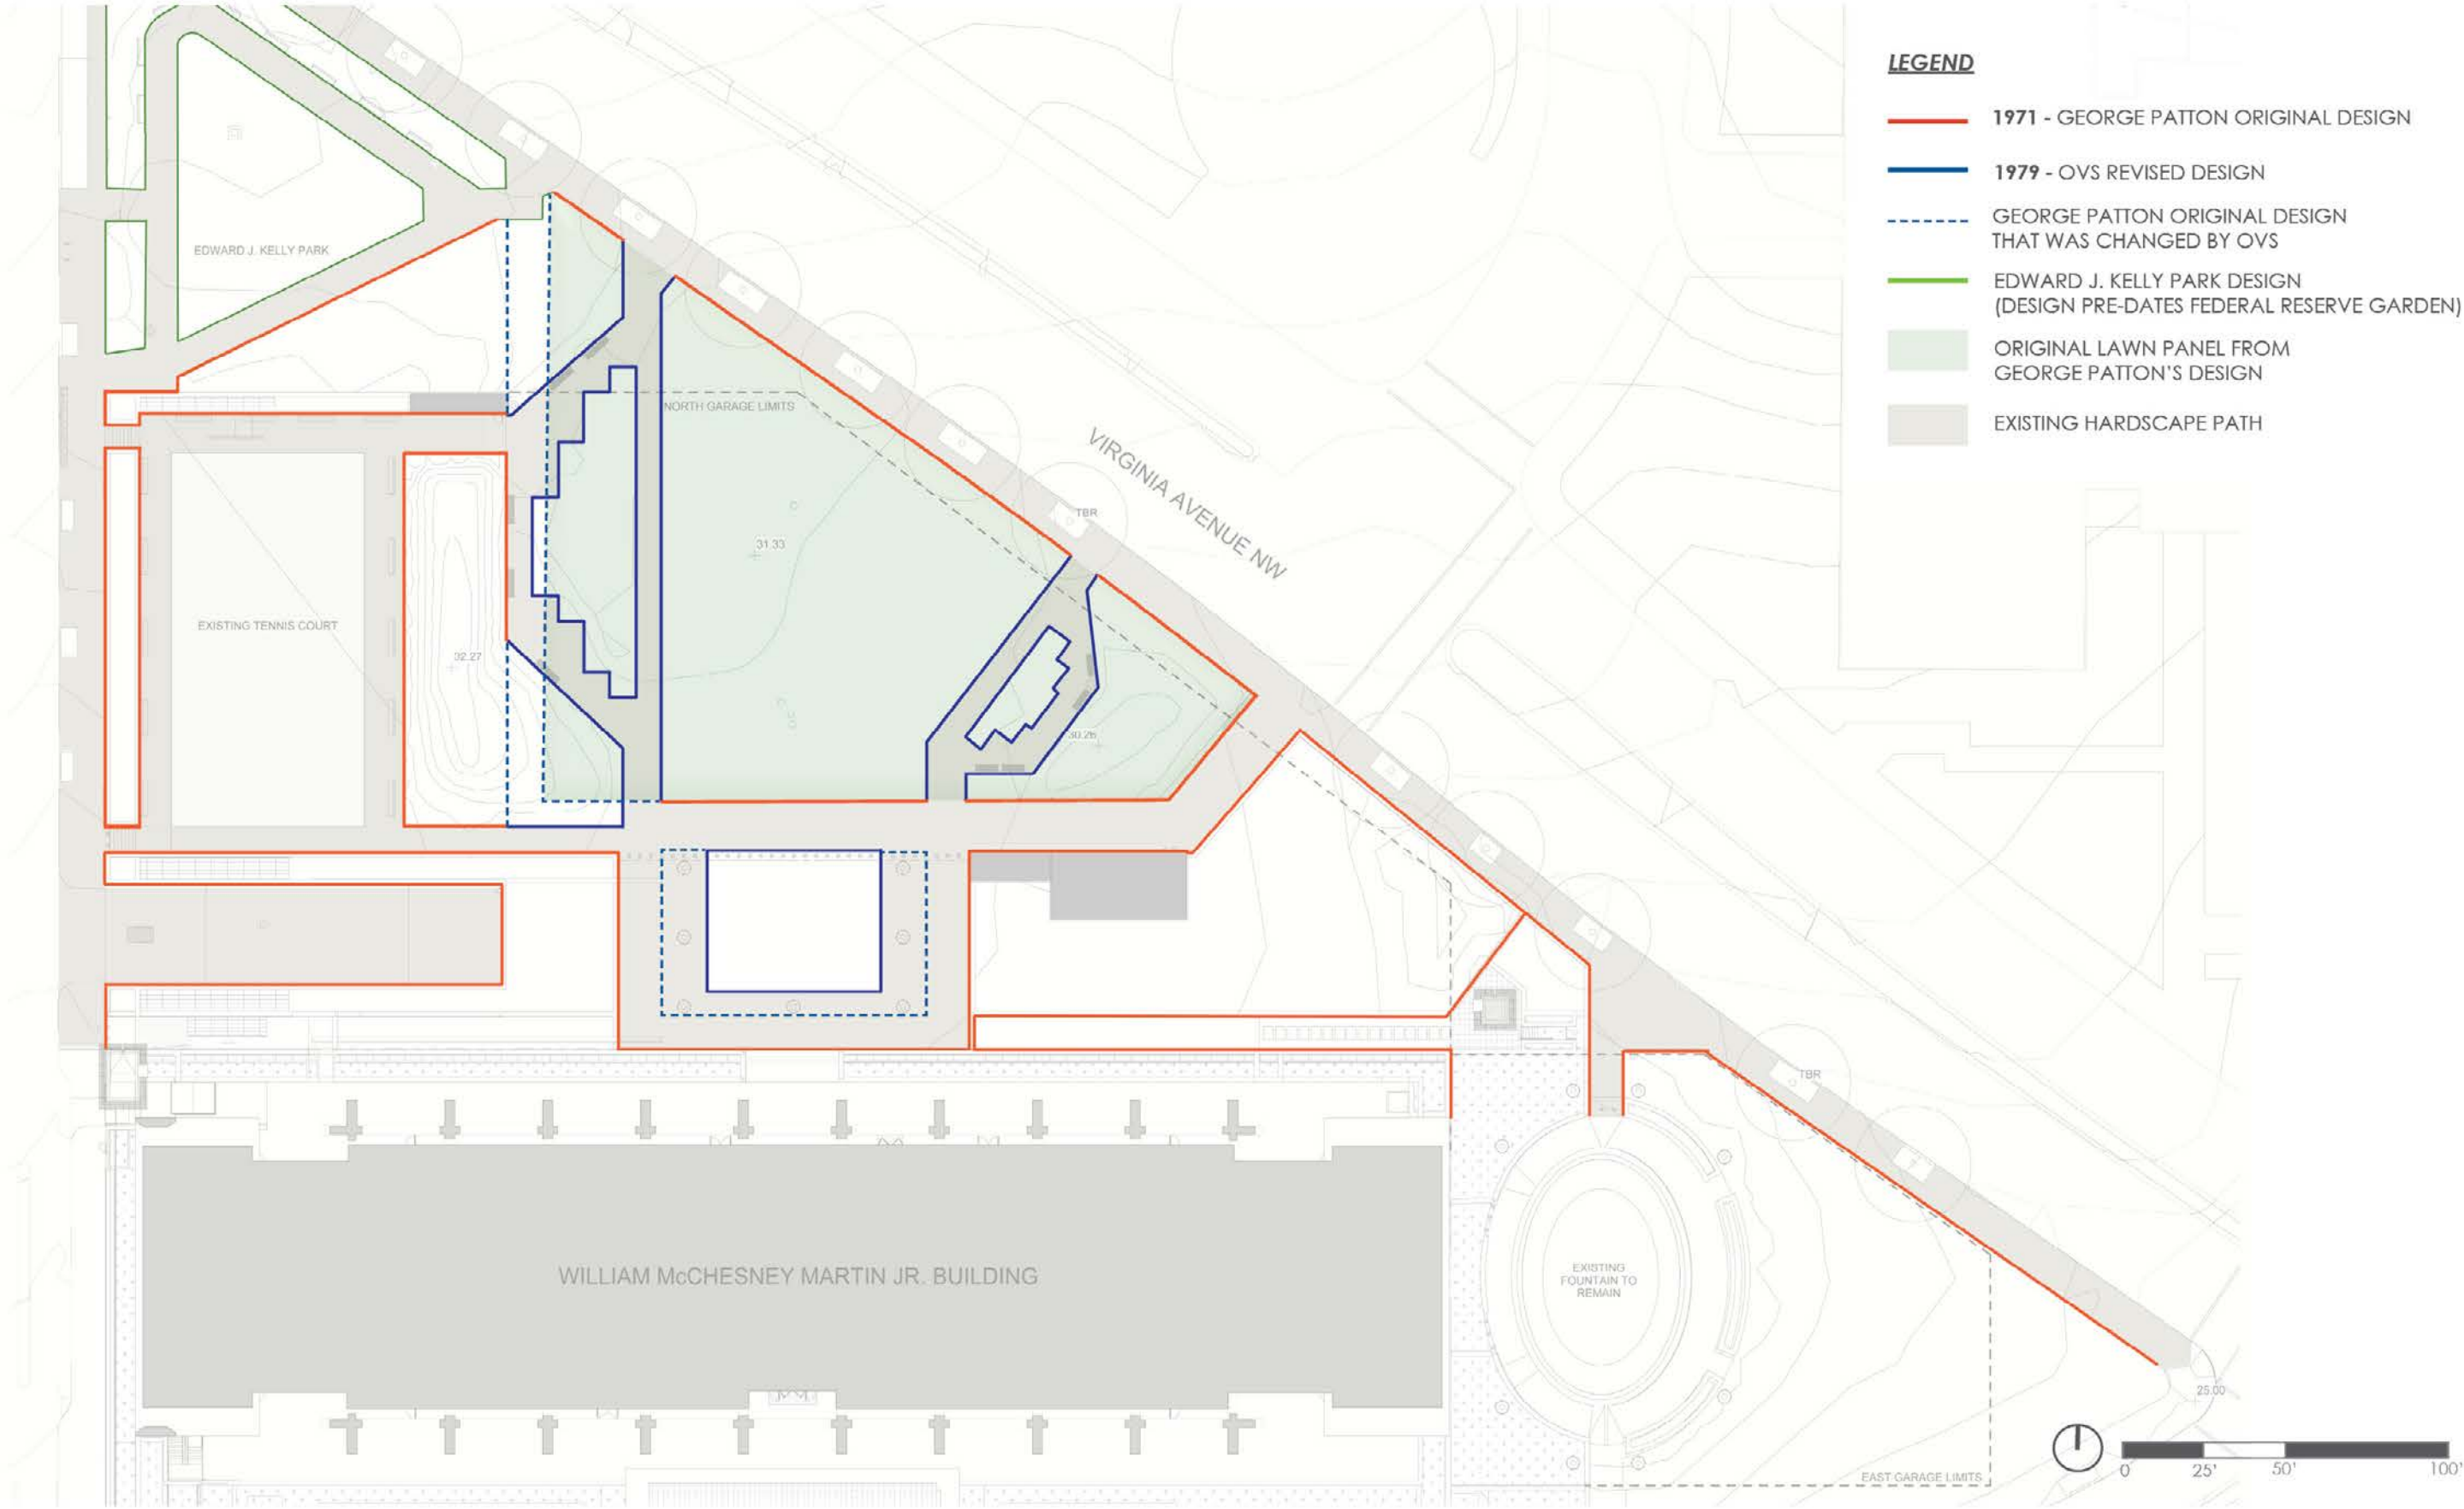 LEGEND
1971 - GEORGE PATTON ORIGINAL DESIGN
1979 - OVS REVISED DESIGN
GEORGE PATTON ORIGINAL DESIGN
THAT WAS CHANGED BY OVS
EDWARD J. KELLY PARK DESIGN
(DESIGN PRE-DATES FEDERAL RESERVE GARDEN)
ORIGINAL LAWN PANEL FROM
GEORGE PATTON'S DESIGN
EXISTING HARDSCAPE PATH
EDWARD J. KELLY PARK
NORTH GARAGE LIMITS
VIRGINIA AVENUE NW
TBR
31.33
EXISTING TENNIS COURT
32.27
30.26
TBR
WILLIAM McCHESNEY MARTIN JR. BUILDING
EXISTING
FOUNTAIN TO
REMAIN
25.00
EAST GARAGE LIMITS
0 25' 50' 100'